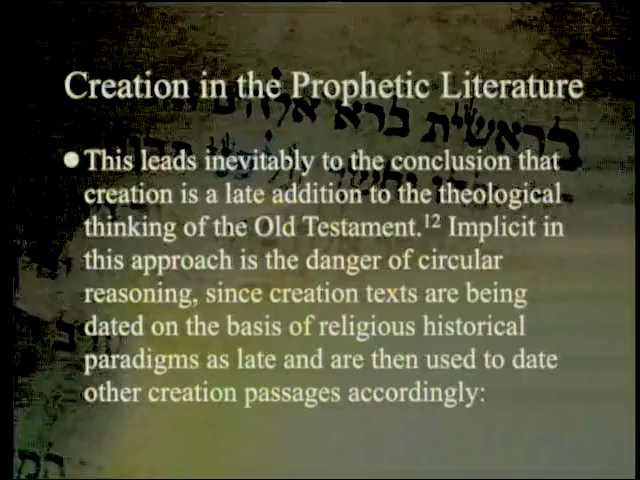 Creation in the Prophetic Literature
בראשית ברא אלהים
• This leads inevitably to the conclusion that
creation is a late addition to the theological
thinking of the Old Testament.12 Implicit in
this approach is the danger of circular
reasoning, since creation texts are being
dated on the basis of religious historical
paradigms as late and are then used to date
other creation passages accordingly: